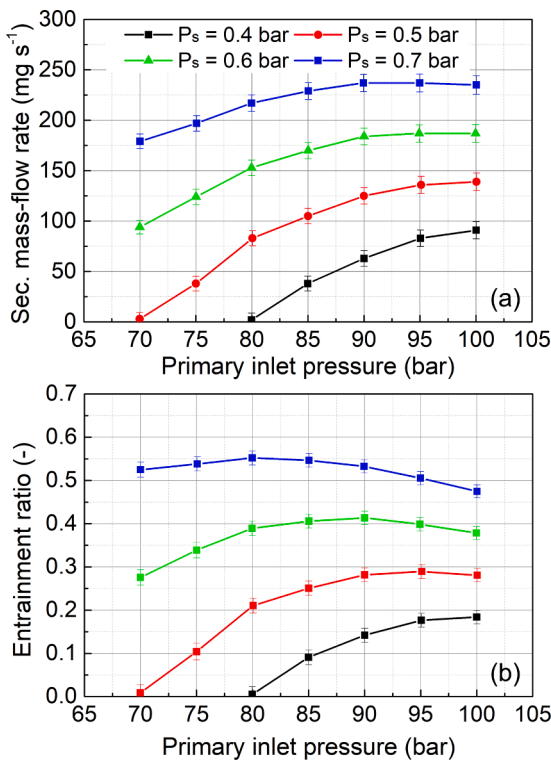 Ps = 0.4 bar Ps = 0.5 bar
Ps = 0.6 bar Ps = 0.7 bar
Sec. mass-flow rate (mg s-1)
300
250
200
150
100
50
0
(a)
65 70 75 80 85 90 95 100 105
Primary inlet pressure (bar)
Entrainment ratio (-)
0.7
0.6
0.5
0.4
0.3
0.2
0.1
0.0
(b)
65 70 75 80 85 90 95 100 105
Primary inlet pressure (bar)